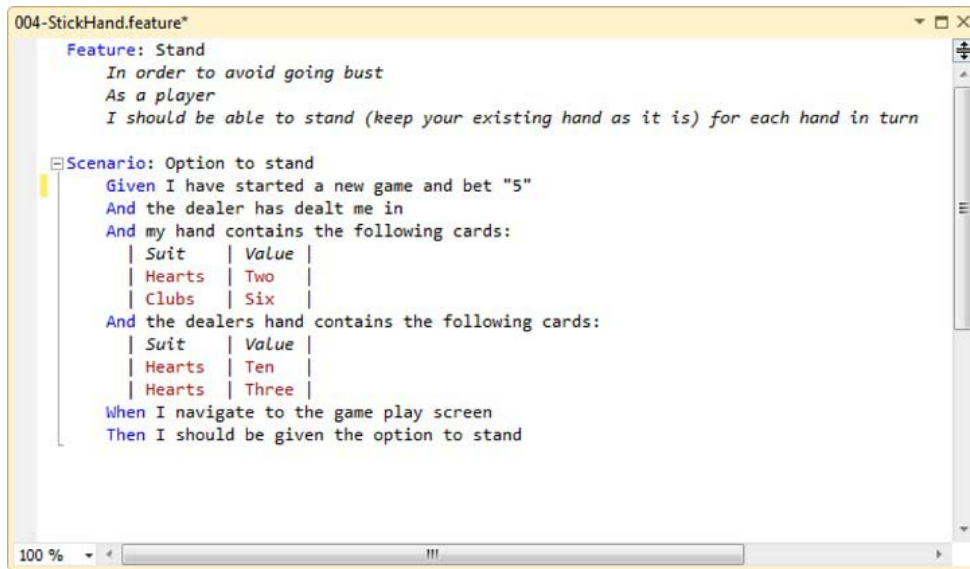 004-StickHand.feature*
Feature: Stand
In order to avoid going bust
As a player
I should be able to stand (keep your existing hand as it is) for each hand in turn
Scenario: Option to stand
Given I have started a new game and bet "5"
And the dealer has dealt me in
And my hand contains the following cards:
| Suit | Value |
| Hearts | Two |
| Clubs | Six |
And the dealers hand contains the following cards:
| Suit | Value |
| Hearts | Ten |
| Hearts | Three |
When I navigate to the game play screen
Then I should be given the option to stand
100 %